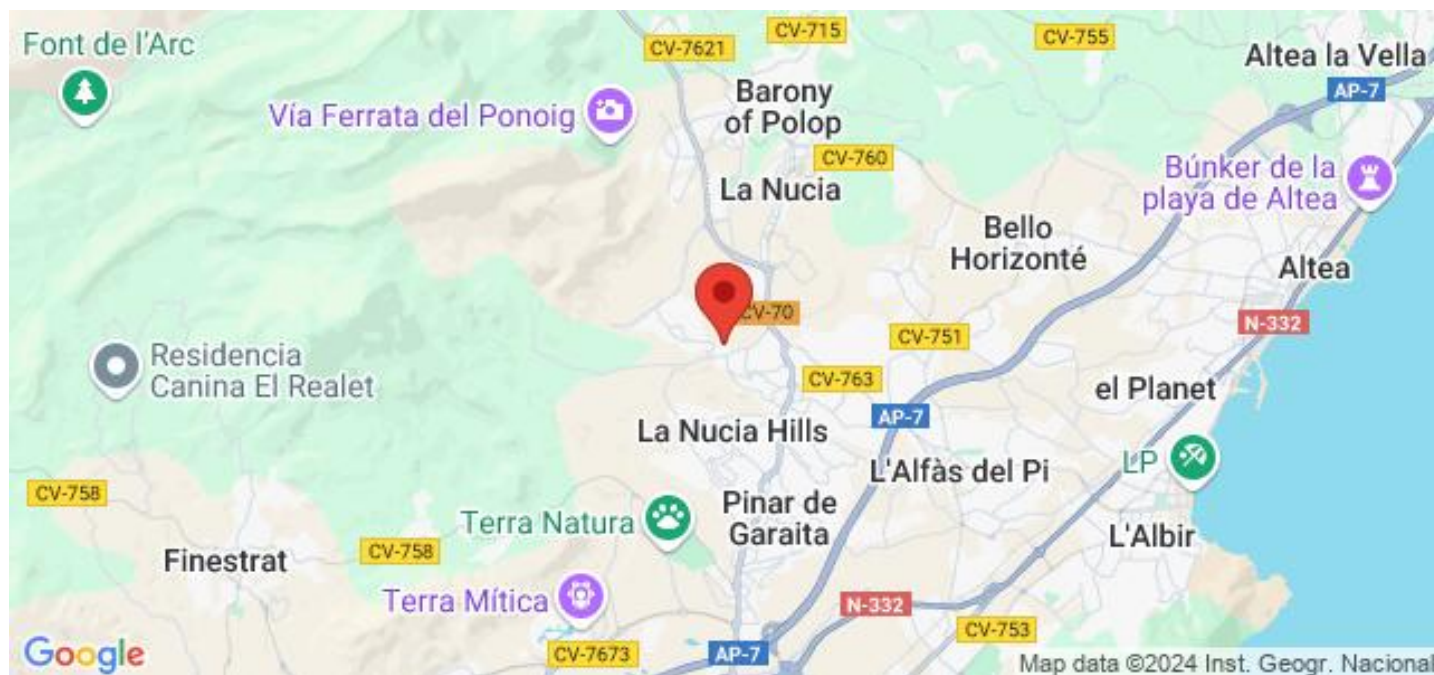 Font de l'Arc
CV-7621
CV-715
CV-755
Altea la Vella
AP-7
Vía Ferrata del Ponoig
Barony
of Polop
CV-760
La Nucia
Búnker de la
playa de Altea
Bello
Horizonté
Altea
CV-70
N-332
CV-751
Residencia
Canina El Realet
CV-763
el Planet
AP-7
La Nucia Hills
L'Alfàs del Pi
LP
CV-758
Terra Natura
Pinar de
Garaita
L'Albir
Finestrat
CV-758
Terra Mítica
N-332
CV-753
Google
CV-7673
AP-7
Map data ©2024 Inst. Geogr. Nacional